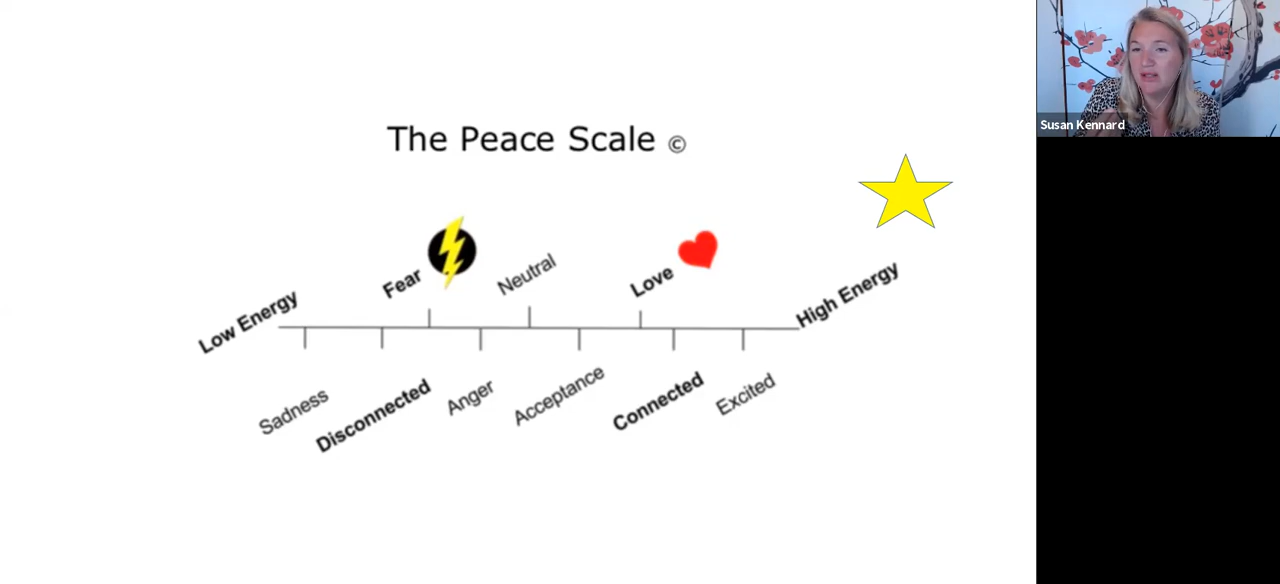 The Peace Scale ©
Susan Kennard
Low Energy
Fear
Neutral
Love
High Energy
Sadness
Disconnected
Anger
Acceptance
Connected
Excited